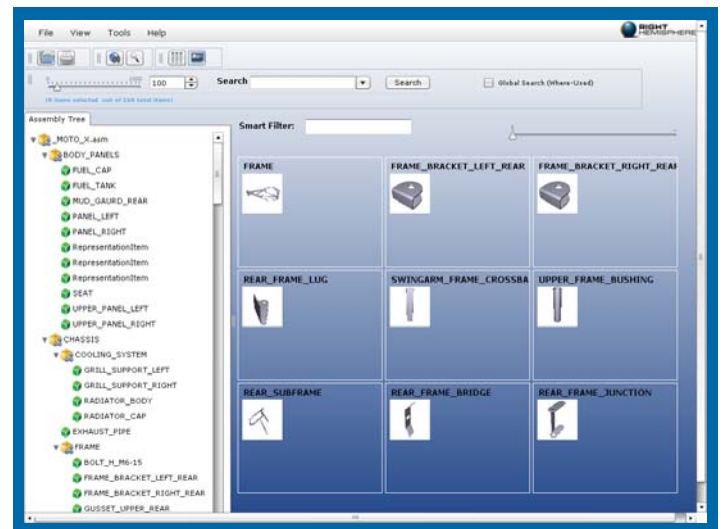 File View Tools Help
RIGHT
HEMISPHERE
100 Search Search Global Search (Where-Used)
Assembly Tree
Smart Filter:
_MOTO_X.asm
BODY_PANELS
FUEL_CAP
FUEL_TANK
MUD_GAURD_REAR
PANEL_LEFT
PANEL_RIGHT
RepresentationItem
RepresentationItem
RepresentationItem
SEAT
UPPER_PANEL_LEFT
UPPER_PANEL_RIGHT
CHASSIS
COOLING_SYSTEM
GRILL_SUPPORT_LEFT
GRILL_SUPPORT_RIGHT
RADIATOR_BODY
RADIATOR_CAP
EXHAUST_PIPE
FRAME
BOLT_H_M6-15
FRAME_BRACKET_LEFT_REAR
FRAME_BRACKET_RIGHT_REAR
GUSSET_UPPER_REAR
FRAME FRAME_BRACKET_LEFT_REAR FRAME_BRACKET_RIGHT_REAR
REAR_FRAME_LUG SWINGARM_FRAME_CROSSBA UPPER_FRAME_BUSHING
REAR_SUBFRAME REAR_FRAME_BRIDGE REAR_FRAME_JUNCTION